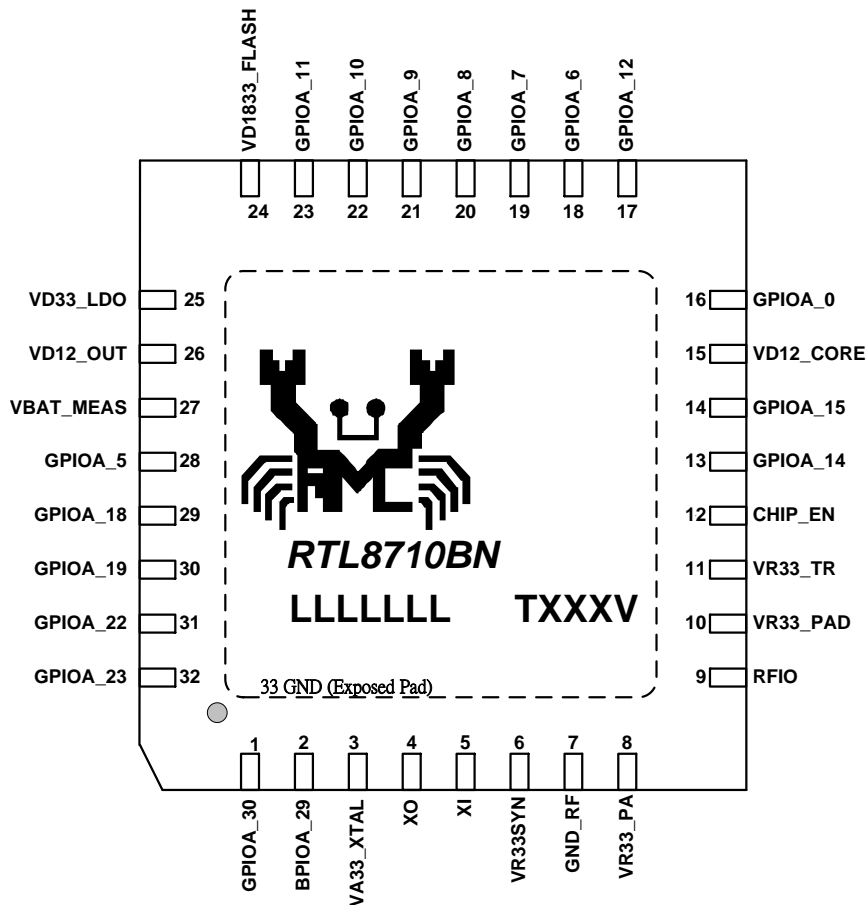 VD1833_FLASH
GPIOA_11
GPIOA_10
GPIOA_9
GPIOA_8
GPIOA_7
GPIOA_6
GPIOA_12
24 23 22 21 20 19 18 17
VD33_LDO 25 16 GPIOA_0
VD12_OUT 26 15 VD12_CORE
VBAT_MEAS 27 14 GPIOA_15
GPIOA_5 28 13 GPIOA_14
GPIOA_18 29 12 CHIP_EN
RTL8710BN
GPIOA_19 30 11 VR33_TR
LLLLLLL TXXXV
GPIOA_22 31 10 VR33_PAD
GPIOA_23 32 9 RFIO
33 GND (Exposed Pad)
1 2 3 4 5 6 7 8
GPIOA_30
BPIOA_29
VA33_XTAL
XO
XI
VR33SYN
GND_RF
VR33_PA